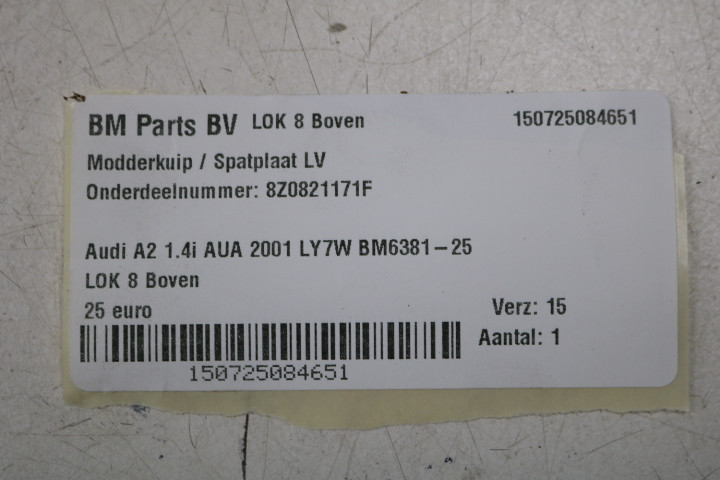 BM Parts BV LOK 8 Boven 150725084651
Modderkuip / Spatplaat LV
Onderdeelnummer: 8Z0821171F
Audi A2 1.4i AUA 2001 LY7W BM6381-25
LOK 8 Boven
25 euro Verz: 15
Aantal: 1
150725084651